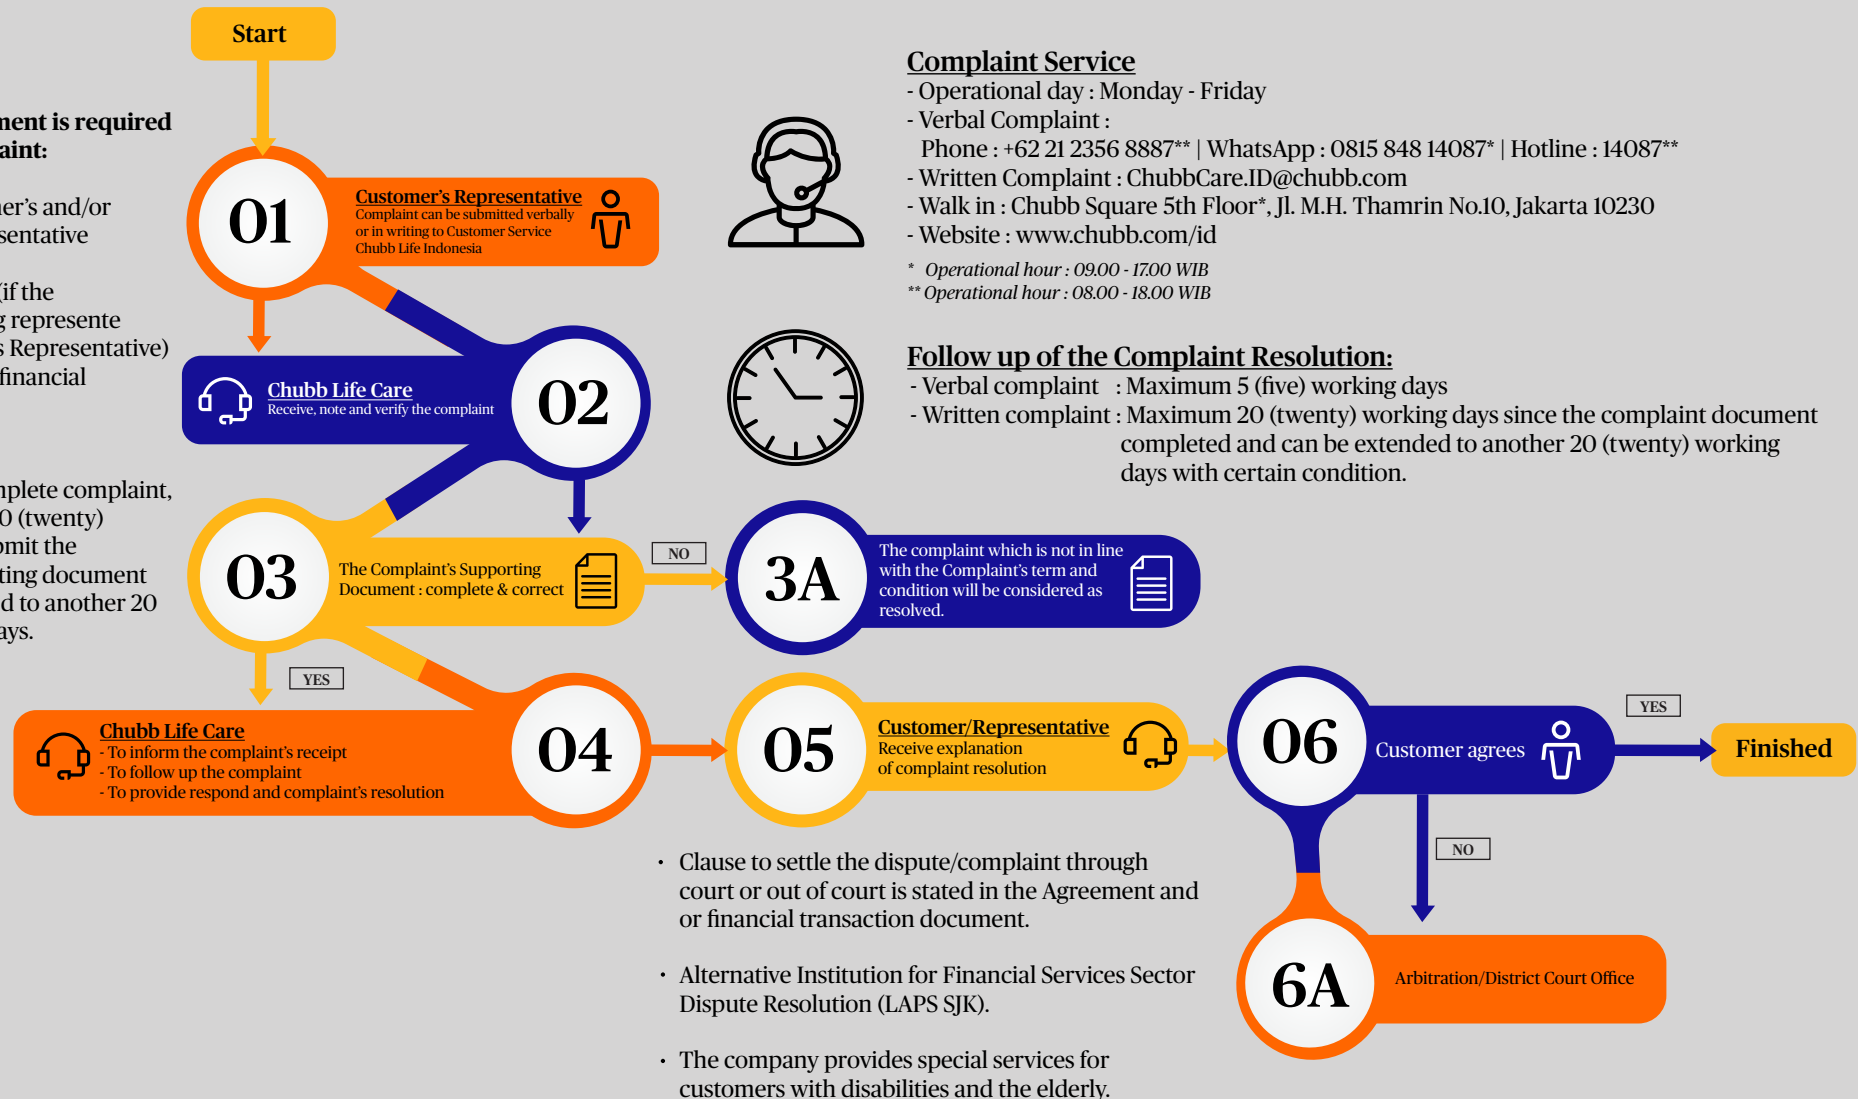 Start
ment is required
aint:
ner's and/or
sentative
(if the
g represente
s Representative)
financial
mplete complaint,
0 (twenty)
bmit the
ting document
d to another 20
ays.
01
Customer's Representative
Complaint can be submitted verbally
or in writing to Customer Service
Chubb Life Indonesia
Chubb Life Care
Receive, note and verify the complaint
02
03
The Complaint's Supporting
Document : complete & correct
NO
3A
The complaint which is not in line
with the Complaint's term and
condition will be considered as
resolved.
YES
Chubb Life Care
- To inform the complaint's receipt
- To follow up the complaint
- To provide respond and complaint's resolution
04
05
Customer/Representative
Receive explanation
of complaint resolution
06
Customer agrees
YES
Finished
NO
6A
Arbitration/District Court Office
Complaint Service
- Operational day : Monday - Friday
- Verbal Complaint :
Phone : +62 21 2356 8887** | WhatsApp : 0815 848 14087* | Hotline : 14087**
- Written Complaint : ChubbCare.ID@chubb.com
- Walk in : Chubb Square 5th Floor*, Jl. M.H. Thamrin No.10, Jakarta 10230
- Website : www.chubb.com/id
* Operational hour : 09.00 - 17.00 WIB
** Operational hour : 08.00 - 18.00 WIB
Follow up of the Complaint Resolution:
- Verbal complaint : Maximum 5 (five) working days
- Written complaint : Maximum 20 (twenty) working days since the complaint document
completed and can be extended to another 20 (twenty) working
days with certain condition.
• Clause to settle the dispute/complaint through
court or out of court is stated in the Agreement and
or financial transaction document.
• Alternative Institution for Financial Services Sector
Dispute Resolution (LAPS SJK).
• The company provides special services for
customers with disabilities and the elderly.